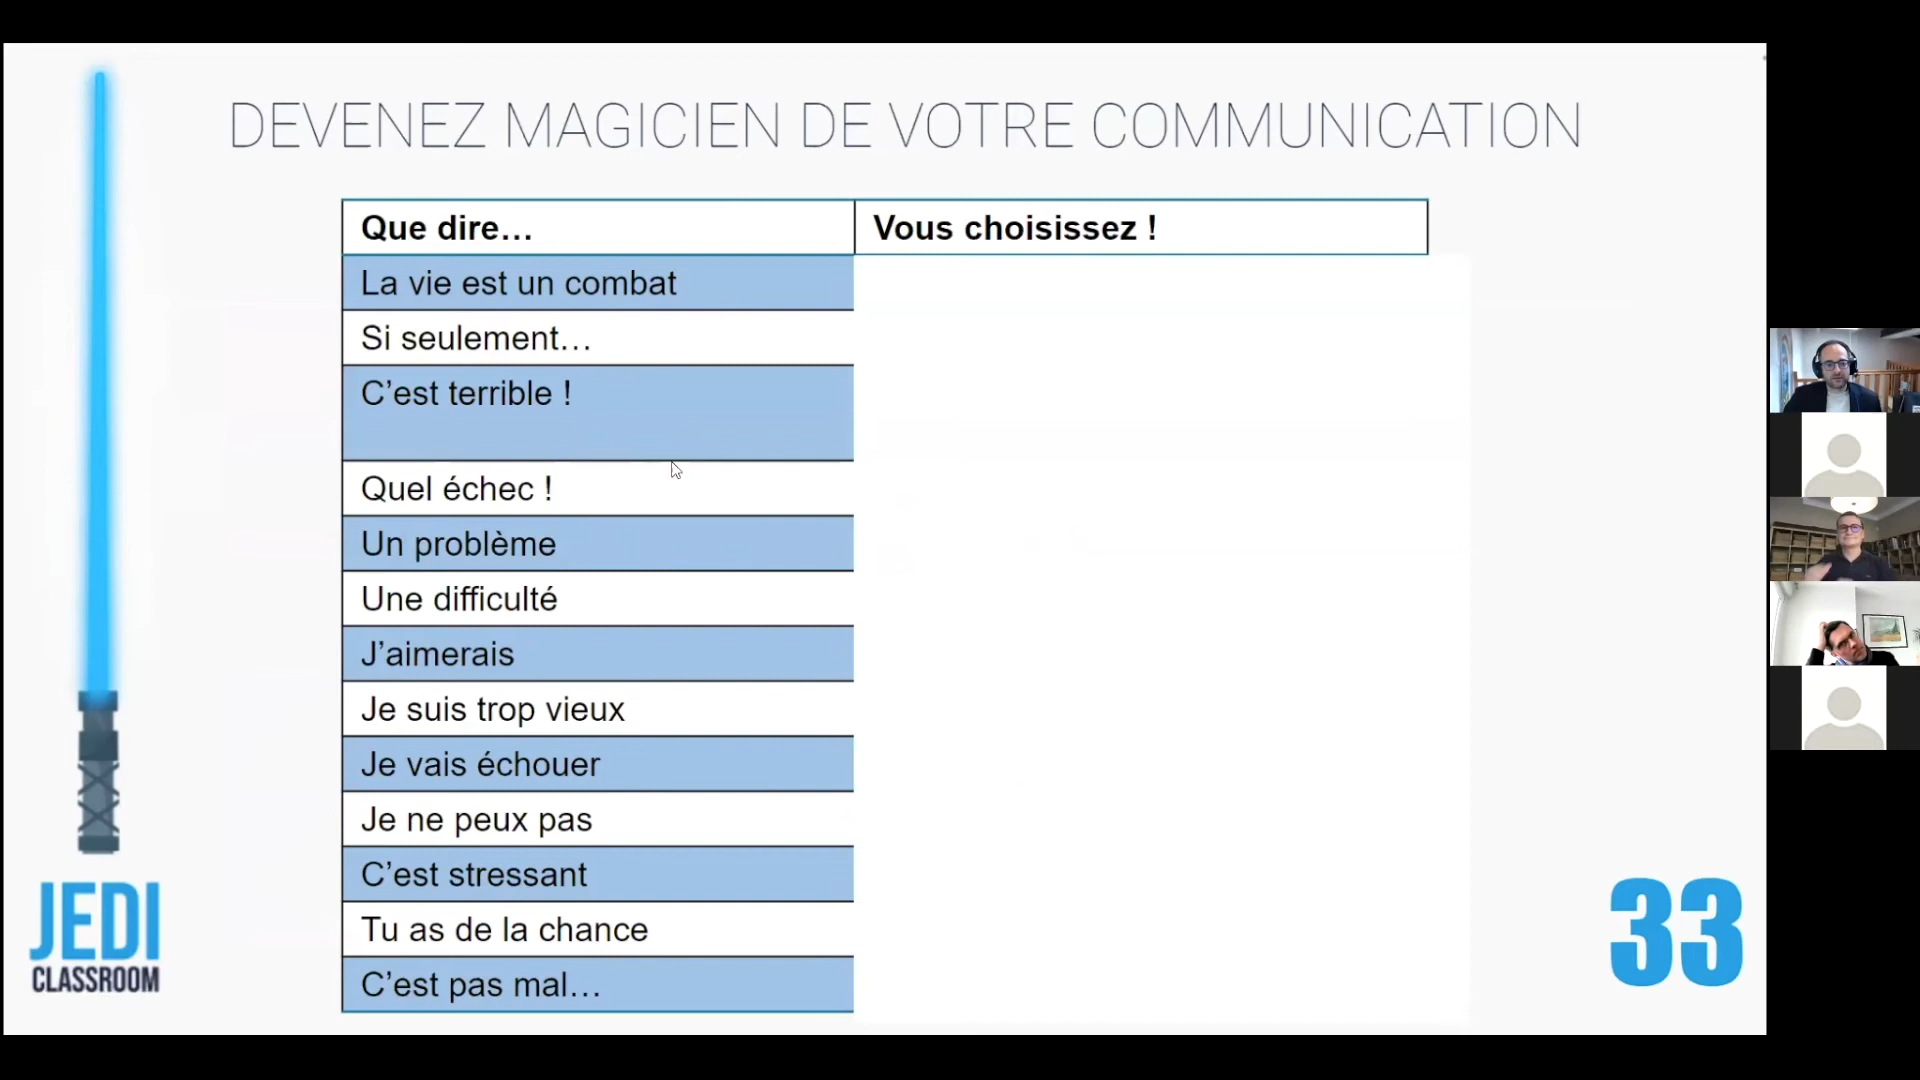 DEVENEZ MAGICIEN DE VOTRE COMMUNICATION
Que dire… Vous choisissez !
La vie est un combat
Si seulement…
C’est terrible !
Quel échec !
Un problème
Une difficulté
J’aimerais
Je suis trop vieux
Je vais échouer
Je ne peux pas
C’est stressant
Tu as de la chance
C’est pas mal…
JEDI
CLASSROOM
33